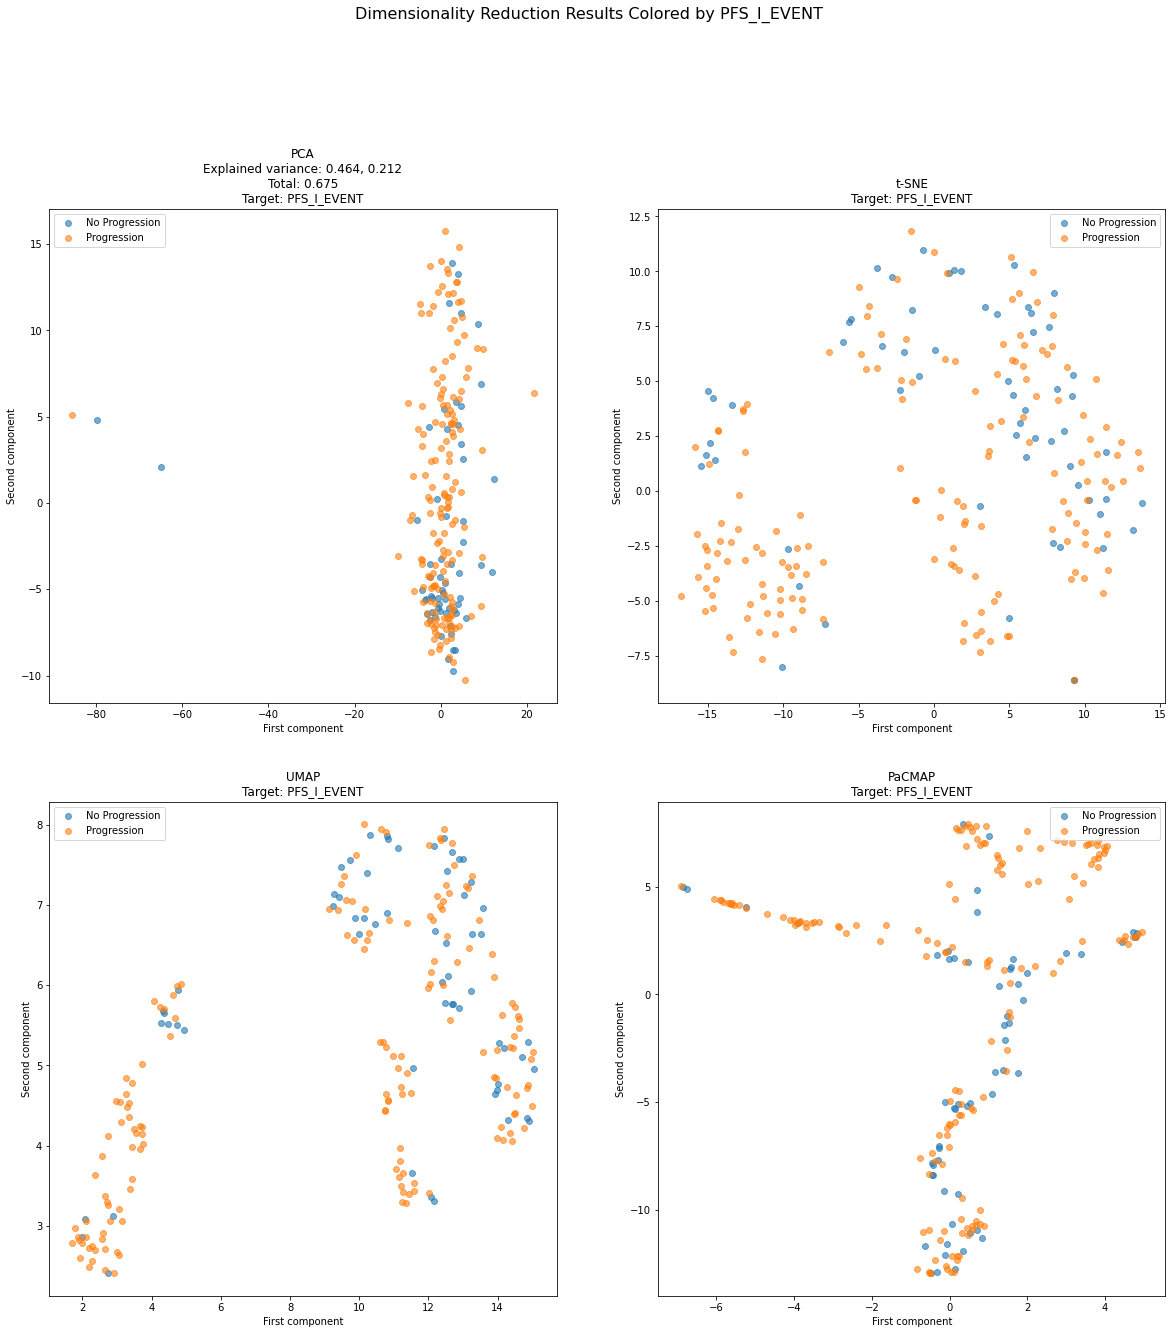 Dimensionality Reduction Results Colored by PFS_I_EVENT
PCA
Explained variance: 0.464, 0.212
Total: 0.675
Target: PFS_I_EVENT
No Progression
Progression
15
10
5
0
−5
−10
Second component
−80
−60
−40
−20
0
20
First component
t-SNE
Target: PFS_I_EVENT
No Progression
Progression
12.5
10.0
7.5
5.0
2.5
0.0
−2.5
−5.0
−7.5
Second component
−15
−10
−5
0
5
10
15
First component
UMAP
Target: PFS_I_EVENT
No Progression
Progression
8
7
6
5
4
3
Second component
2
4
6
8
10
12
14
First component
PaCMAP
Target: PFS_I_EVENT
No Progression
Progression
5
0
−5
−10
Second component
−6
−4
−2
0
2
4
First component